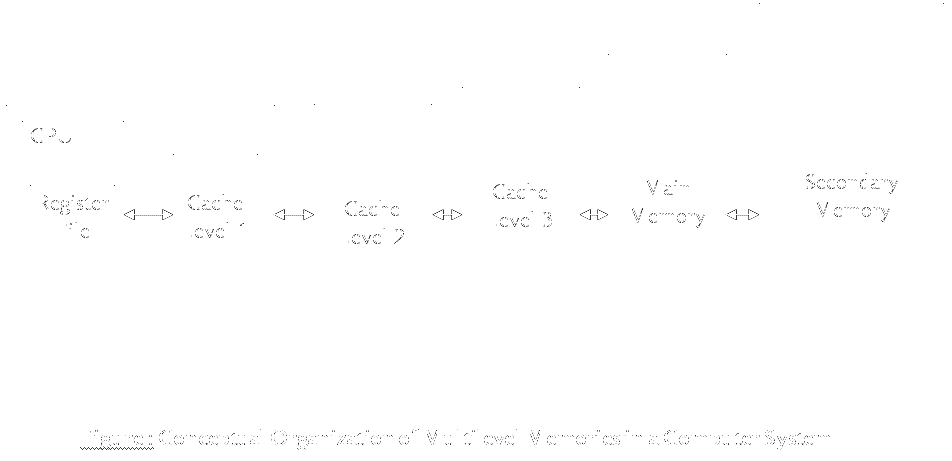 CPU
Register
File
Cache
Level 1
Cache
Level 2
Cache
Level 3
Main
Memory
Secondary
Memory
Figure: Conceptual Organization of Multilevel Memories in a Computer System